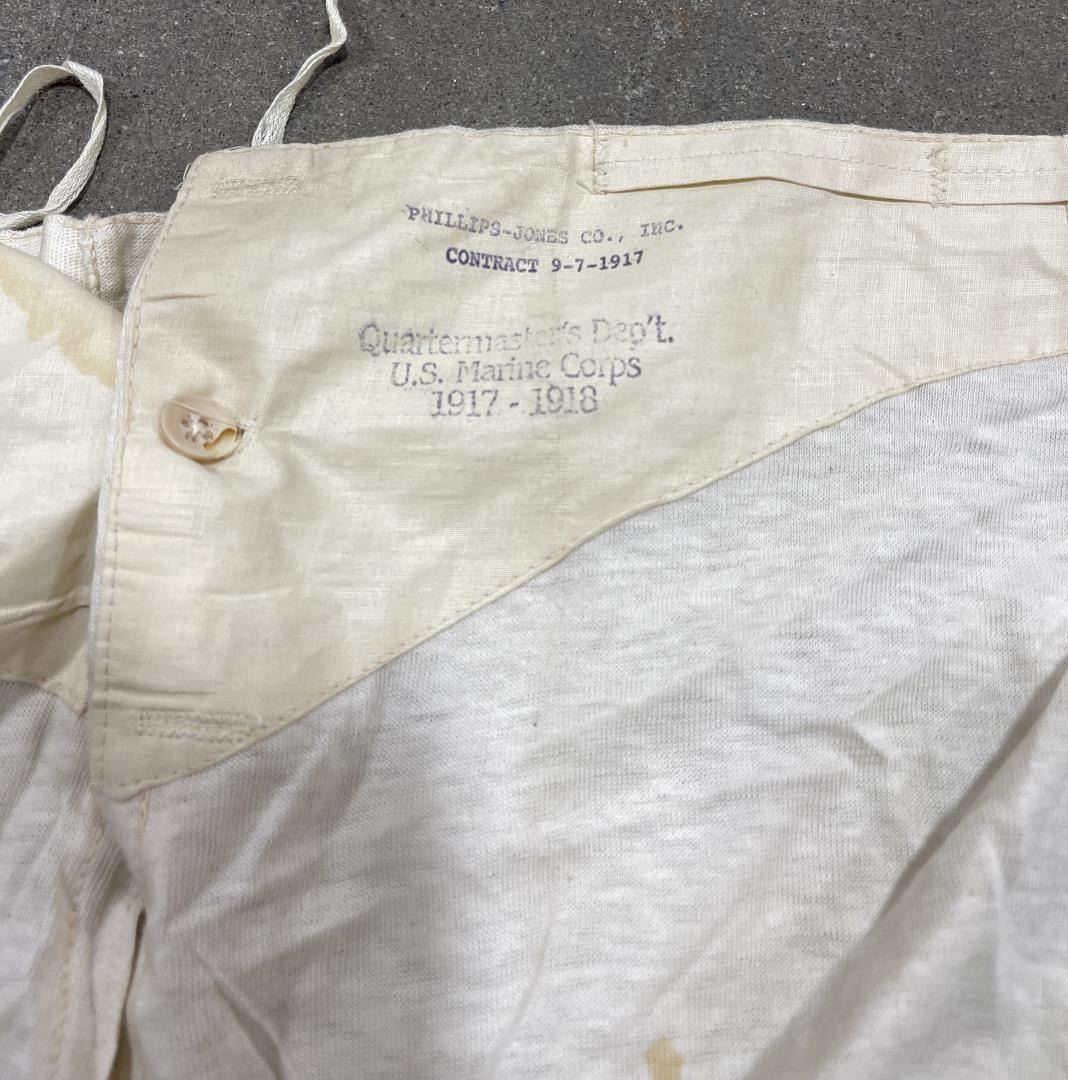 PHILLIPS-JONES CO., INC.
CONTRACT 9-7-1917
Quartermaster's Dep't.
U.S. Marine Corps
1917 - 1918